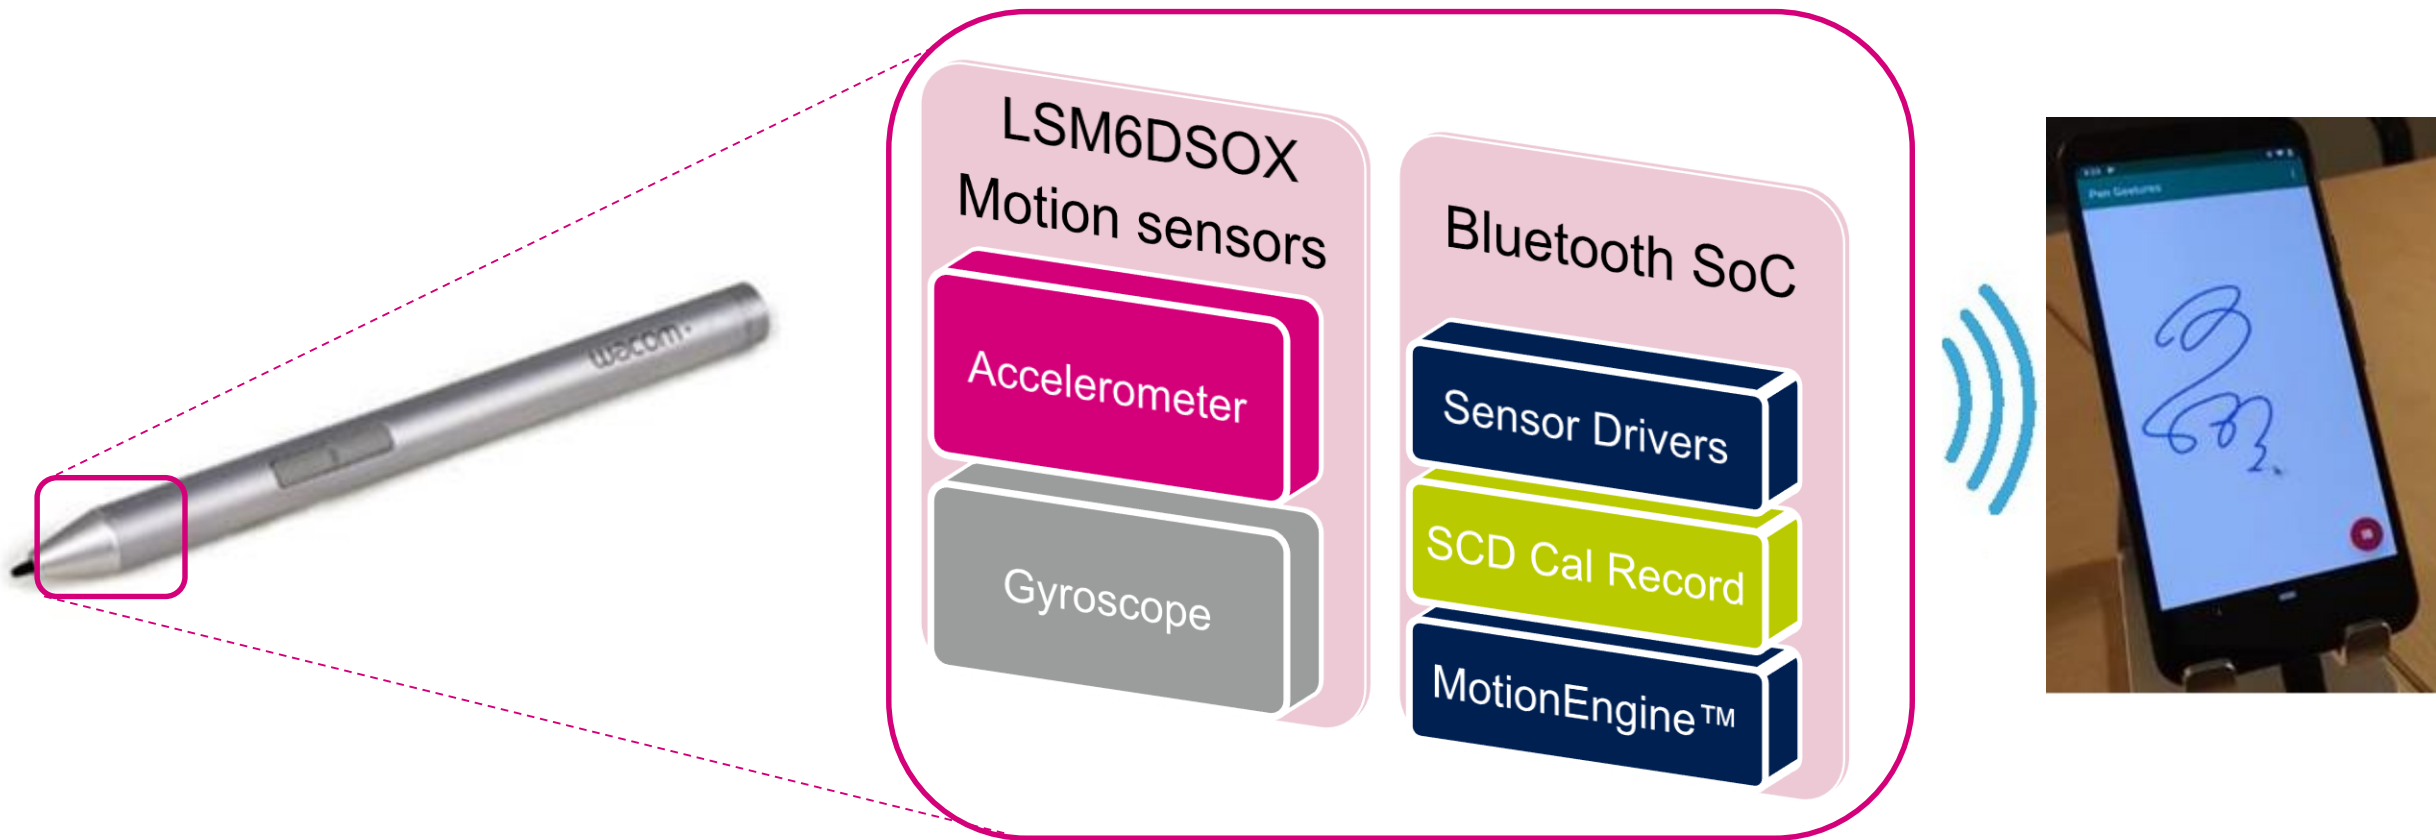 wacom
LSM6DSOX
Motion sensors
Accelerometer
Gyroscope
Bluetooth SoC
Sensor Drivers
SCD Cal Record
MotionEngine™
Pen Gestures